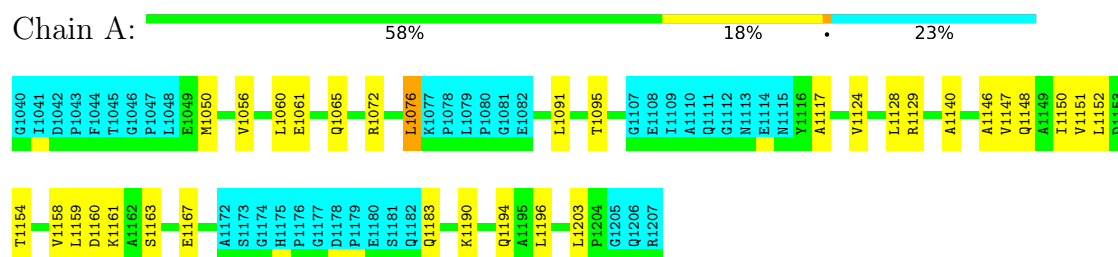 Chain A:
58% 18% • 23%
G1040 I1041 D1042 P1043 F1044 T1045 G1046 P1047 L1048 E1049 M1050 V1056 L1060 E1061 Q1065 R1072 L1076 K1077 P1078 L1079 P1080 G1081 E1082 L1091 T1095 G1107 E1108 I1109 A1110 Q1111 G1112 N1113 E1114 N1115 Y1116 A1117 V1124 L1128 R1129 A1140 A1146 V1147 Q1148 A1149 I1150 V1151 L1152 D1153
T1154 V1158 L1159 D1160 K1161 A1162 S1163 E1167 A1172 S1173 G1174 H1175 P1176 G1177 D1178 P1179 E1180 S1181 Q1182 Q1183 K1190 Q1194 A1195 L1196 L1203 P1204 G1205 Q1206 R1207